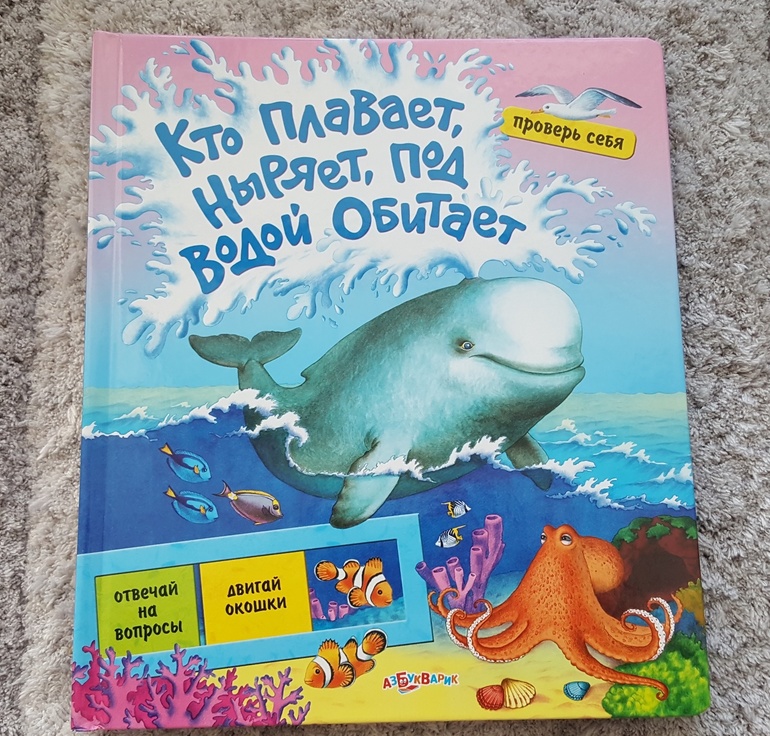 Кто плавает,
ныряет, под
водой обитает
проверь себя
отвечай
на
вопросы
двигай
окошки
АЗБУКВАРИК